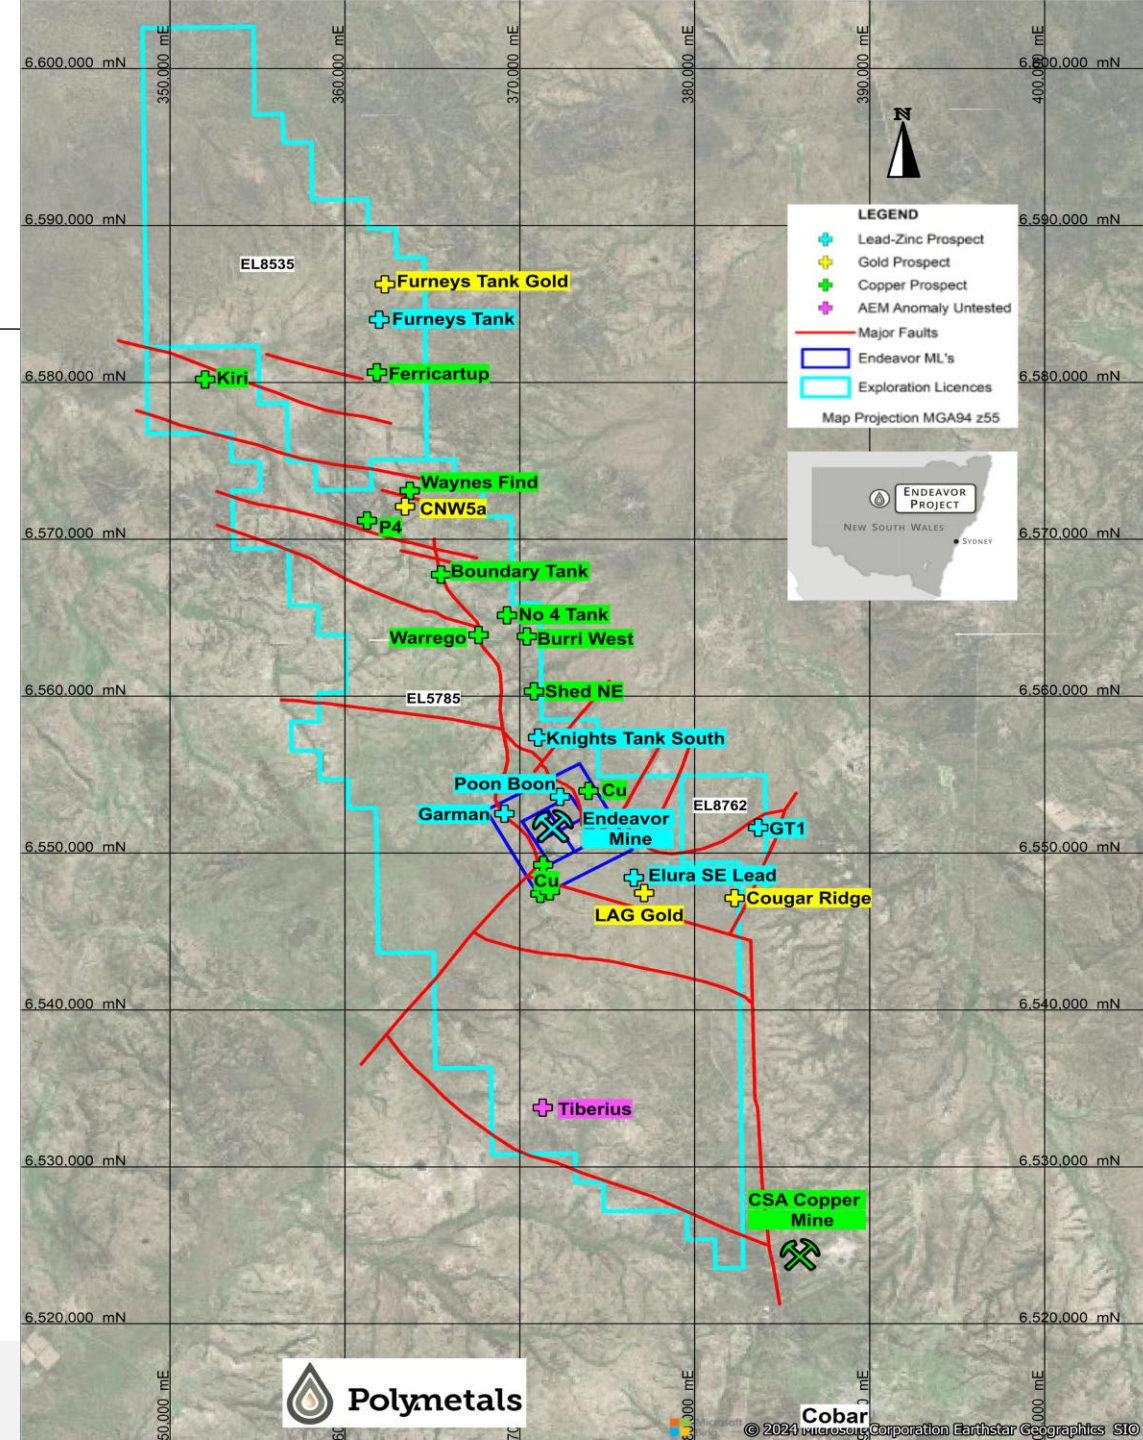 350.000 mE
360.000 mE
370.000 mE
380.000 mE
390.000 mE
400.000 mE
6.600.000 mN
6.600.000 mN
N
6.590.000 mN
6.590.000 mN
LEGEND
Lead-Zinc Prospect
Gold Prospect
Copper Prospect
AEM Anomaly Untested
Major Faults
Endeavor ML's
Exploration Licences
Map Projection MGA94 z55
EL8535
Furneys Tank Gold
Furneys Tank
Ferricartup
Kiri
6.580.000 mN
6.580.000 mN
ENDEAVOR
PROJECT
NEW SOUTH WALES
SYDNEY
Waynes Find
CNW5a
P4
6.570.000 mN
6.570.000 mN
Boundary Tank
No 4 Tank
Warrego
Burri West
Shed NE
6.560.000 mN
6.560.000 mN
EL5785
Knights Tank South
Poon Boon
Cu
EL8762
Garman
Endeavor
Mine
GT1
6.550.000 mN
6.550.000 mN
Cu
Elura SE Lead
Cougar Ridge
LAG Gold
6.540.000 mN
6.540.000 mN
Tiberius
6.530.000 mN
6.530.000 mN
CSA Copper
Mine
6.520.000 mN
6.520.000 mN
Polymetals
Cobar
Microsoft
Bing
© 2024 Microsoft Corporation Earthstar Geographics SIO